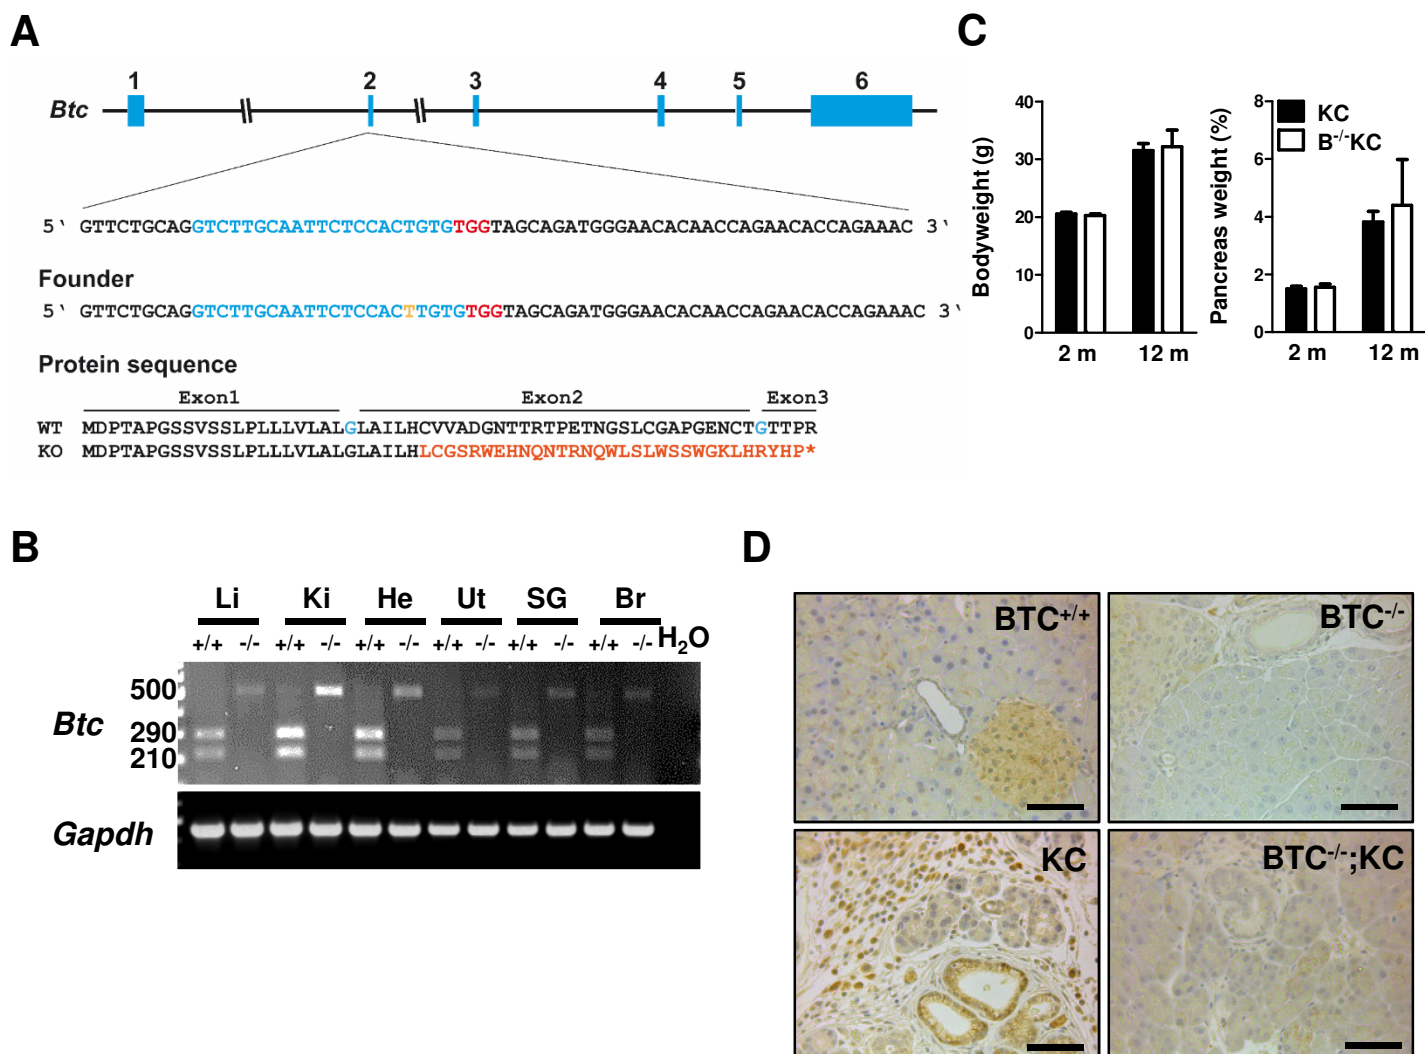 A
1 2 3 4 5 6
Btc
5‘ GTTCTGCAGGTCTTGCAATTCTCCACTGTGTGGTAGCAGATGGGAACACAACCAGAACACCAGAAAC 3‘
Founder
5‘ GTTCTGCAGGTCTTGCAATTCTCCACTTGTGTGGTAGCAGATGGGAACACAACCAGAACACCAGAAAC 3‘
Protein sequence
Exon1 Exon2 Exon3
WT MDPTAPGSSVSSLPLLLVLALGLAILHCVVADGNTTRTPETNGSLCGAPGENCTGTTPR
KO MDPTAPGSSVSSLPLLLVLALGLAILHLCGSRWEHNQNTRNQWLSLWSSWGKLHRYHP*
C
Bodyweight (g)
40
30
20
10
0
2 m 12 m
Pancreas weight (%)
8
6
4
2
0
2 m 12 m
KC
B-/-KC
B
Li Ki He Ut SG Br
+/+ -/- +/+ -/- +/+ -/- +/+ -/- +/+ -/- +/+ -/- H2O
Btc
500
290
210
Gapdh
D
BTC+/+
BTC-/-
KC
BTC-/-;KC